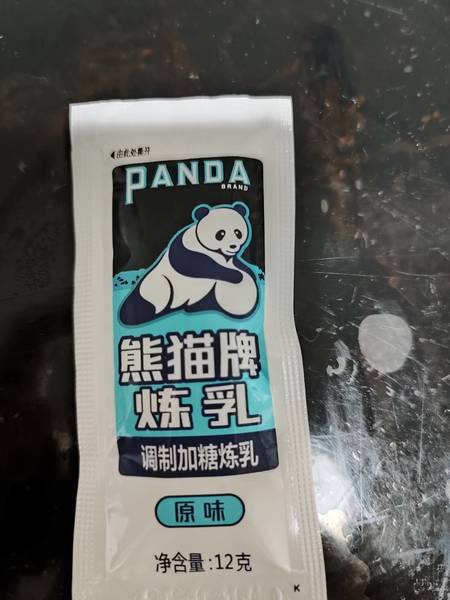 ◀由此处撕开
PANDA
BRAND
熊猫牌
炼乳
调制加糖炼乳
原味
净含量:12克
K